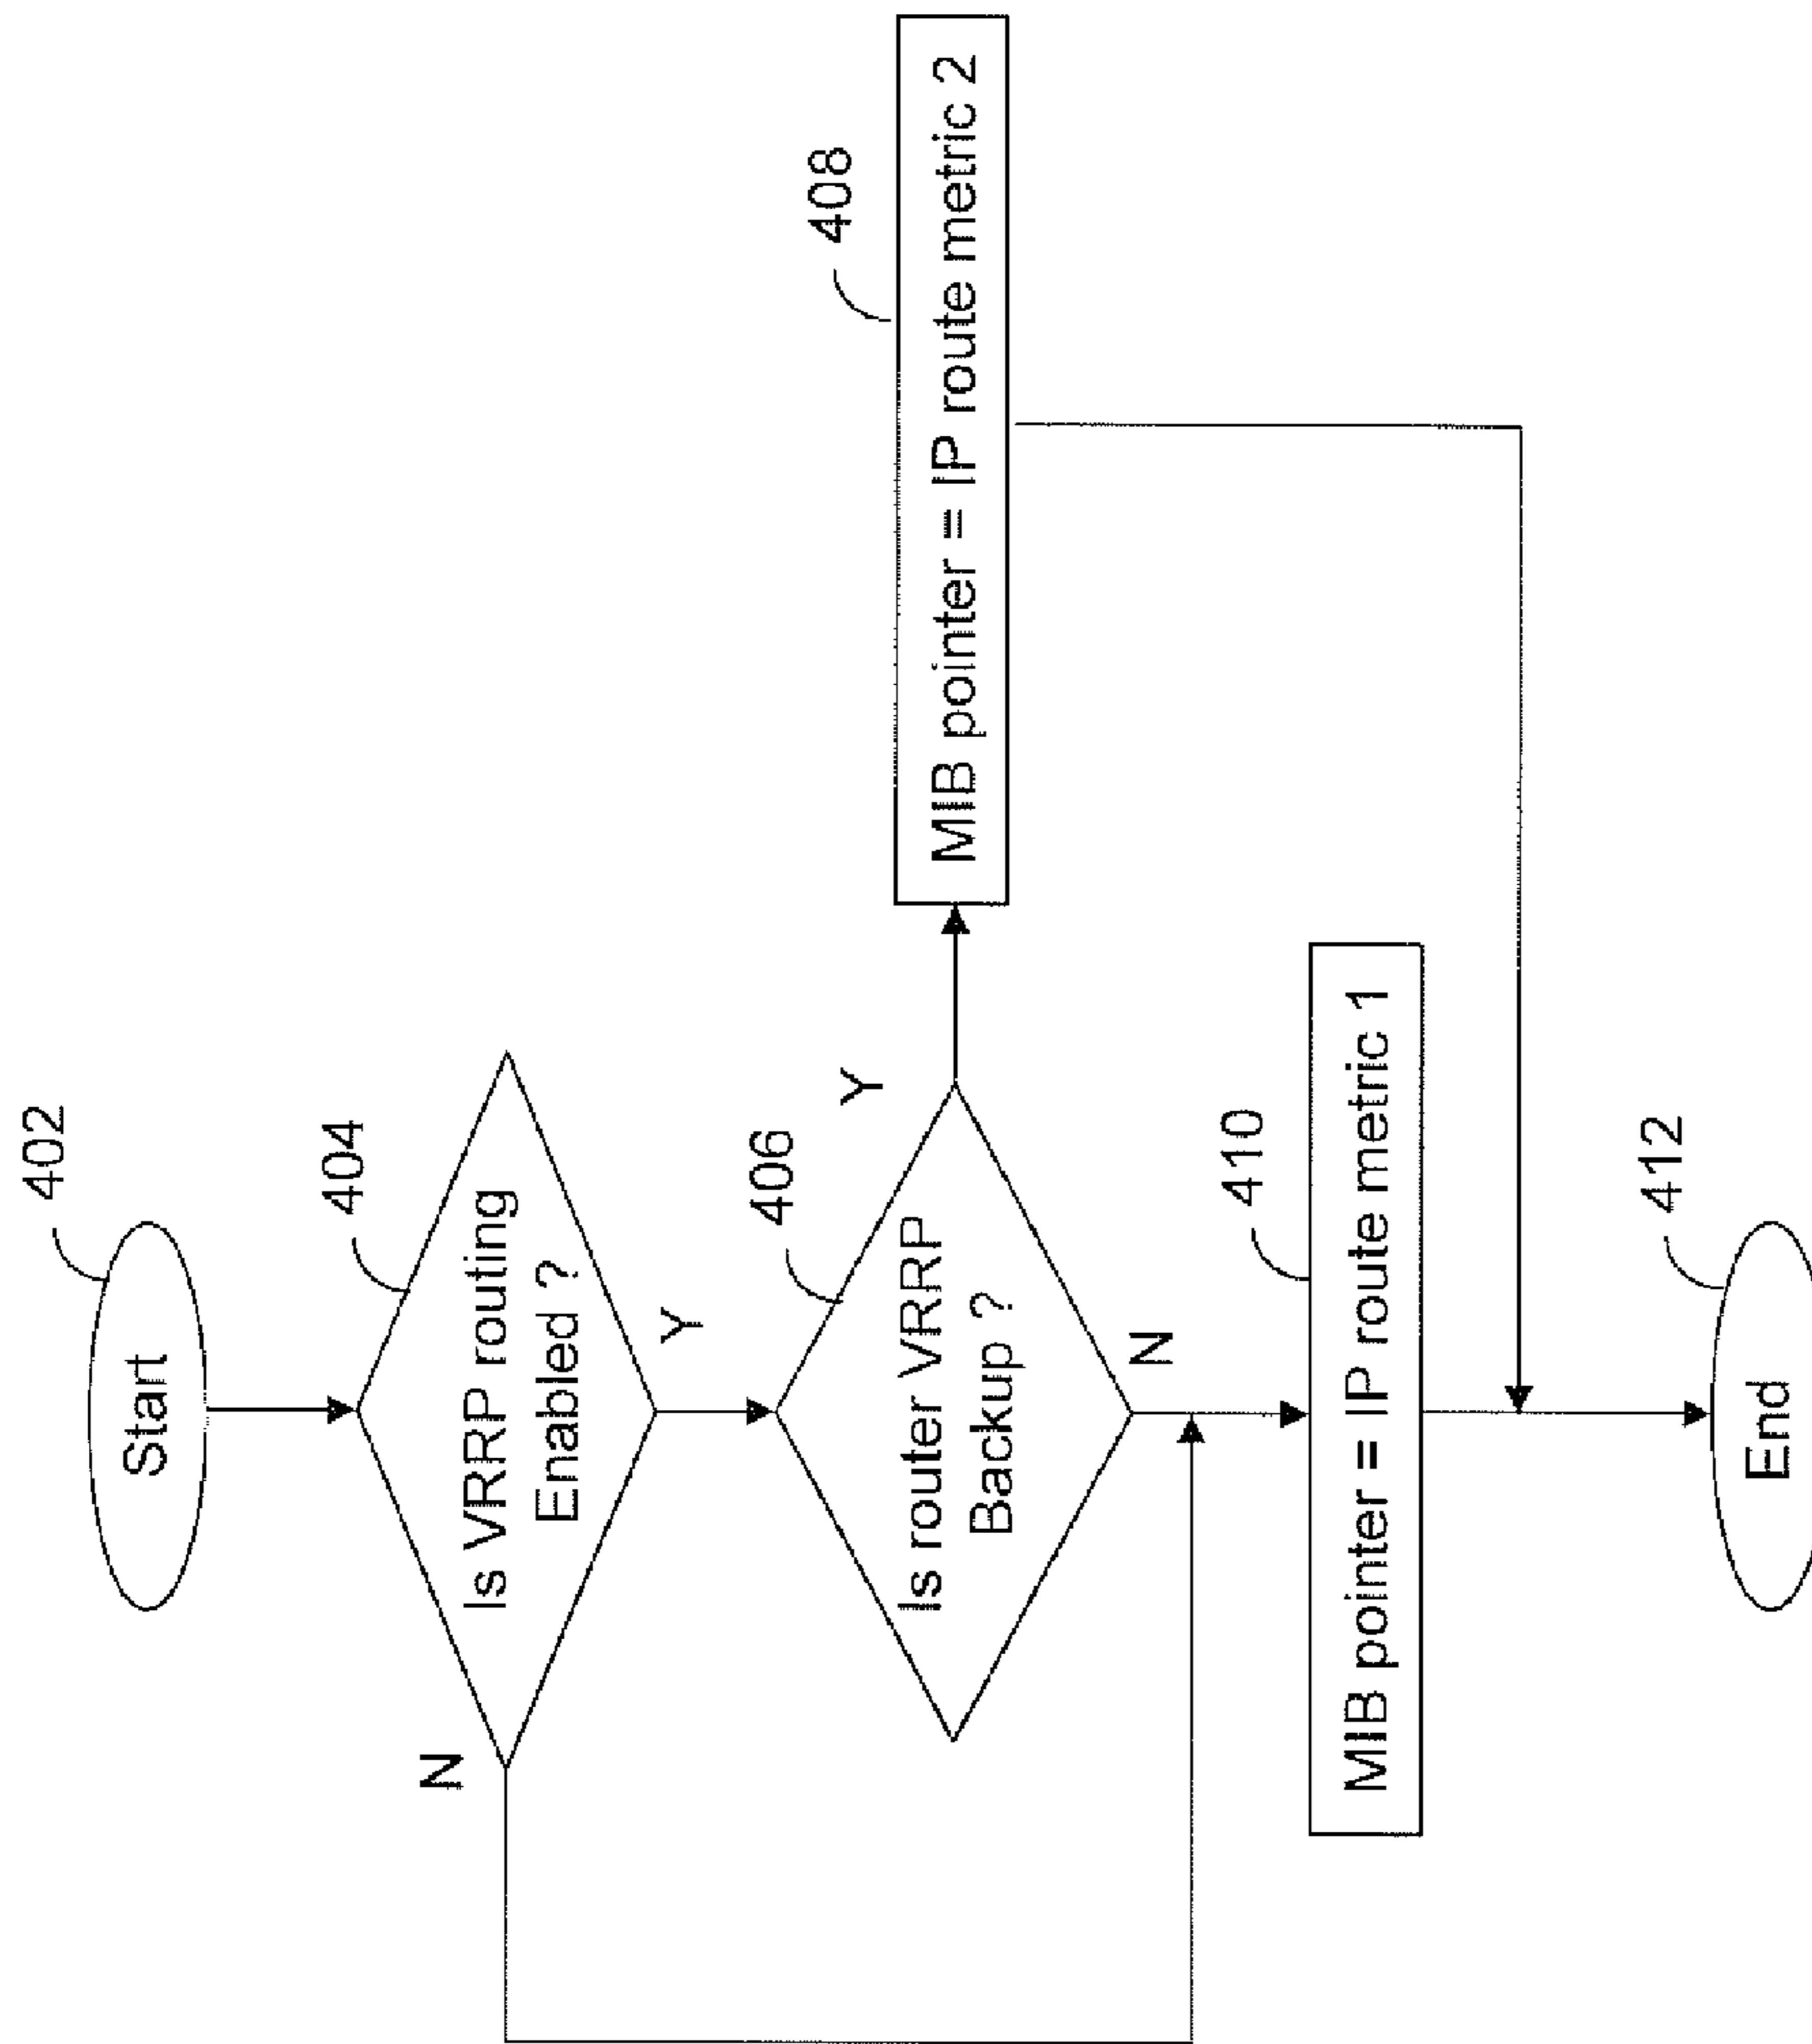 402
Start
404
Is VRRP routing
Enabled ?
N
Y
406
Is router VRRP
Backup ?
Y
N
408
MIB pointer = IP route metric 2
410
MIB pointer = IP route metric 1
412
End